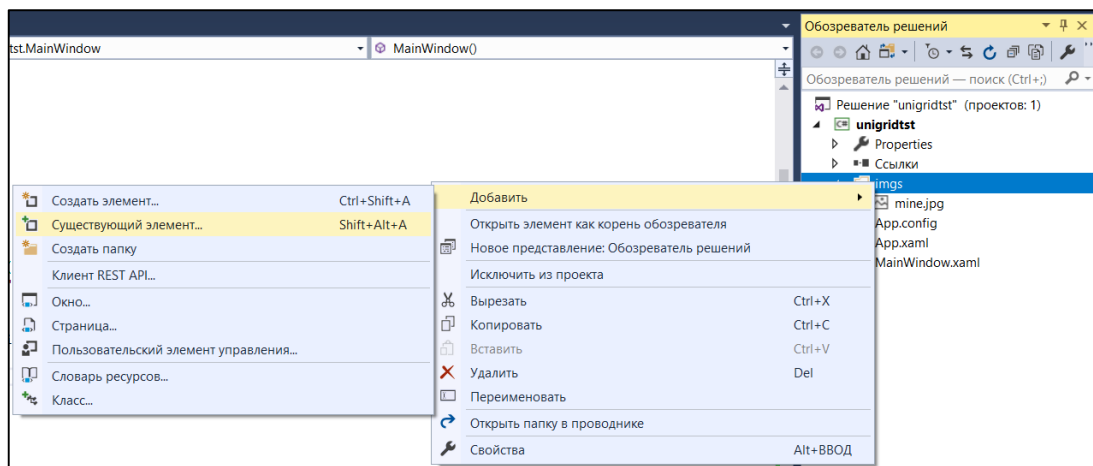 tst.MainWindow
MainWindow()
Обозреватель решений
Обозреватель решений — поиск (Ctrl+;)
Решение "unigridtst" (проектов: 1)
C# unigridtst
Properties
Ссылки
imgs
mine.jpg
App.config
App.xaml
MainWindow.xaml
Создать элемент... Ctrl+Shift+A
Существующий элемент... Shift+Alt+A
Создать папку
Клиент REST API...
Окно...
Страница...
Пользовательский элемент управления...
Словарь ресурсов...
Класс...
Добавить
Открыть элемент как корень обозревателя
Новое представление: Обозреватель решений
Исключить из проекта
Вырезать Ctrl+X
Копировать Ctrl+C
Вставить Ctrl+V
Удалить Del
Переименовать
Открыть папку в проводнике
Свойства Alt+ВВОД